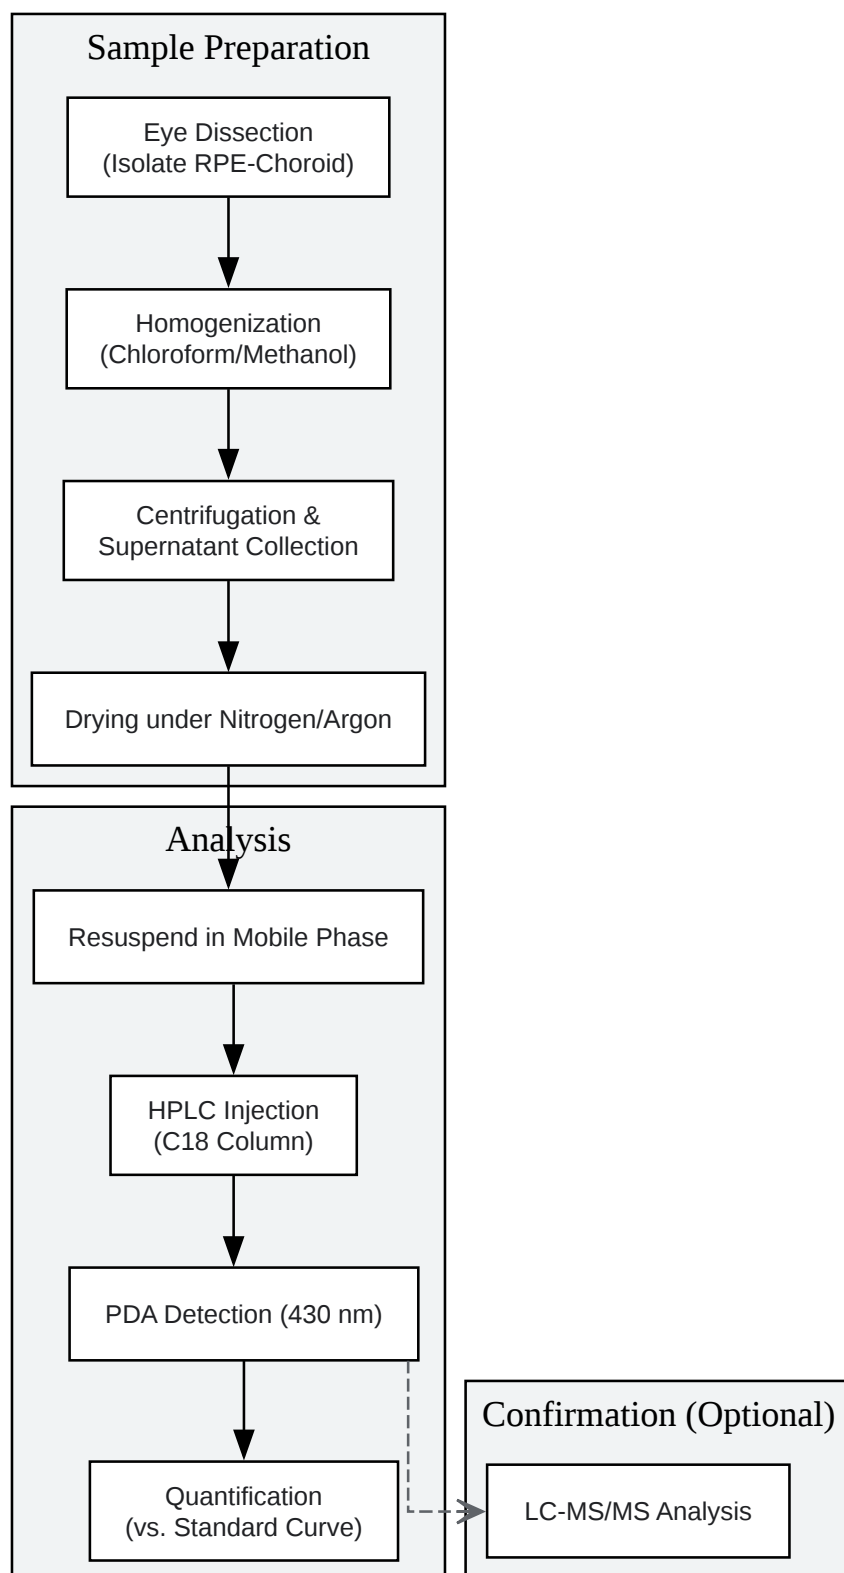 Sample Preparation
Eye Dissection
(Isolate RPE-Choroid)
Homogenization
(Chloroform/Methanol)
Centrifugation &
Supernatant Collection
Drying under Nitrogen/Argon
Analysis
Resuspend in Mobile Phase
HPLC Injection
(C18 Column)
PDA Detection (430 nm)
Quantification
(vs. Standard Curve)
Confirmation (Optional)
LC-MS/MS Analysis